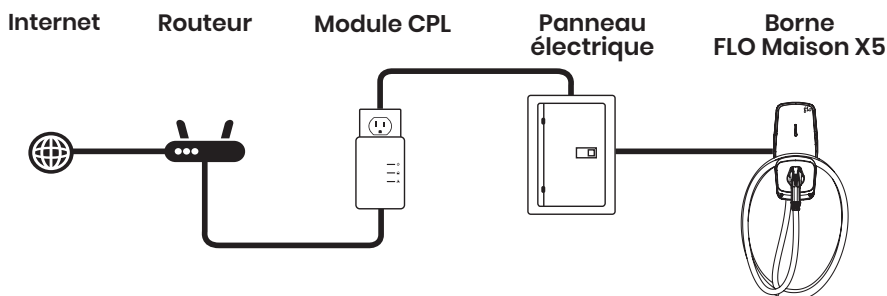 Internet
Routeur
Module CPL
Panneau
électrique
Borne
FLO Maison X5